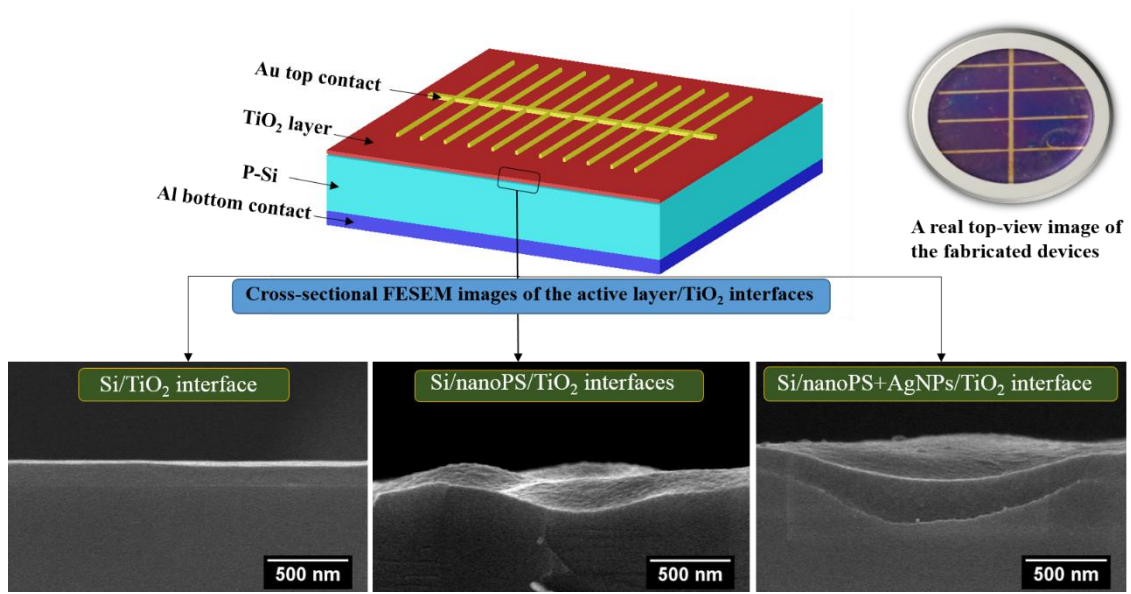 Au top contact
TiO₂ layer
P-Si
Al bottom contact
A real top-view image of
the fabricated devices
Cross-sectional FESEM images of the active layer/TiO₂ interfaces
Si/TiO₂ interface
Si/nanoPS/TiO₂ interfaces
Si/nanoPS+AgNPs/TiO₂ interface
500 nm
500 nm
500 nm